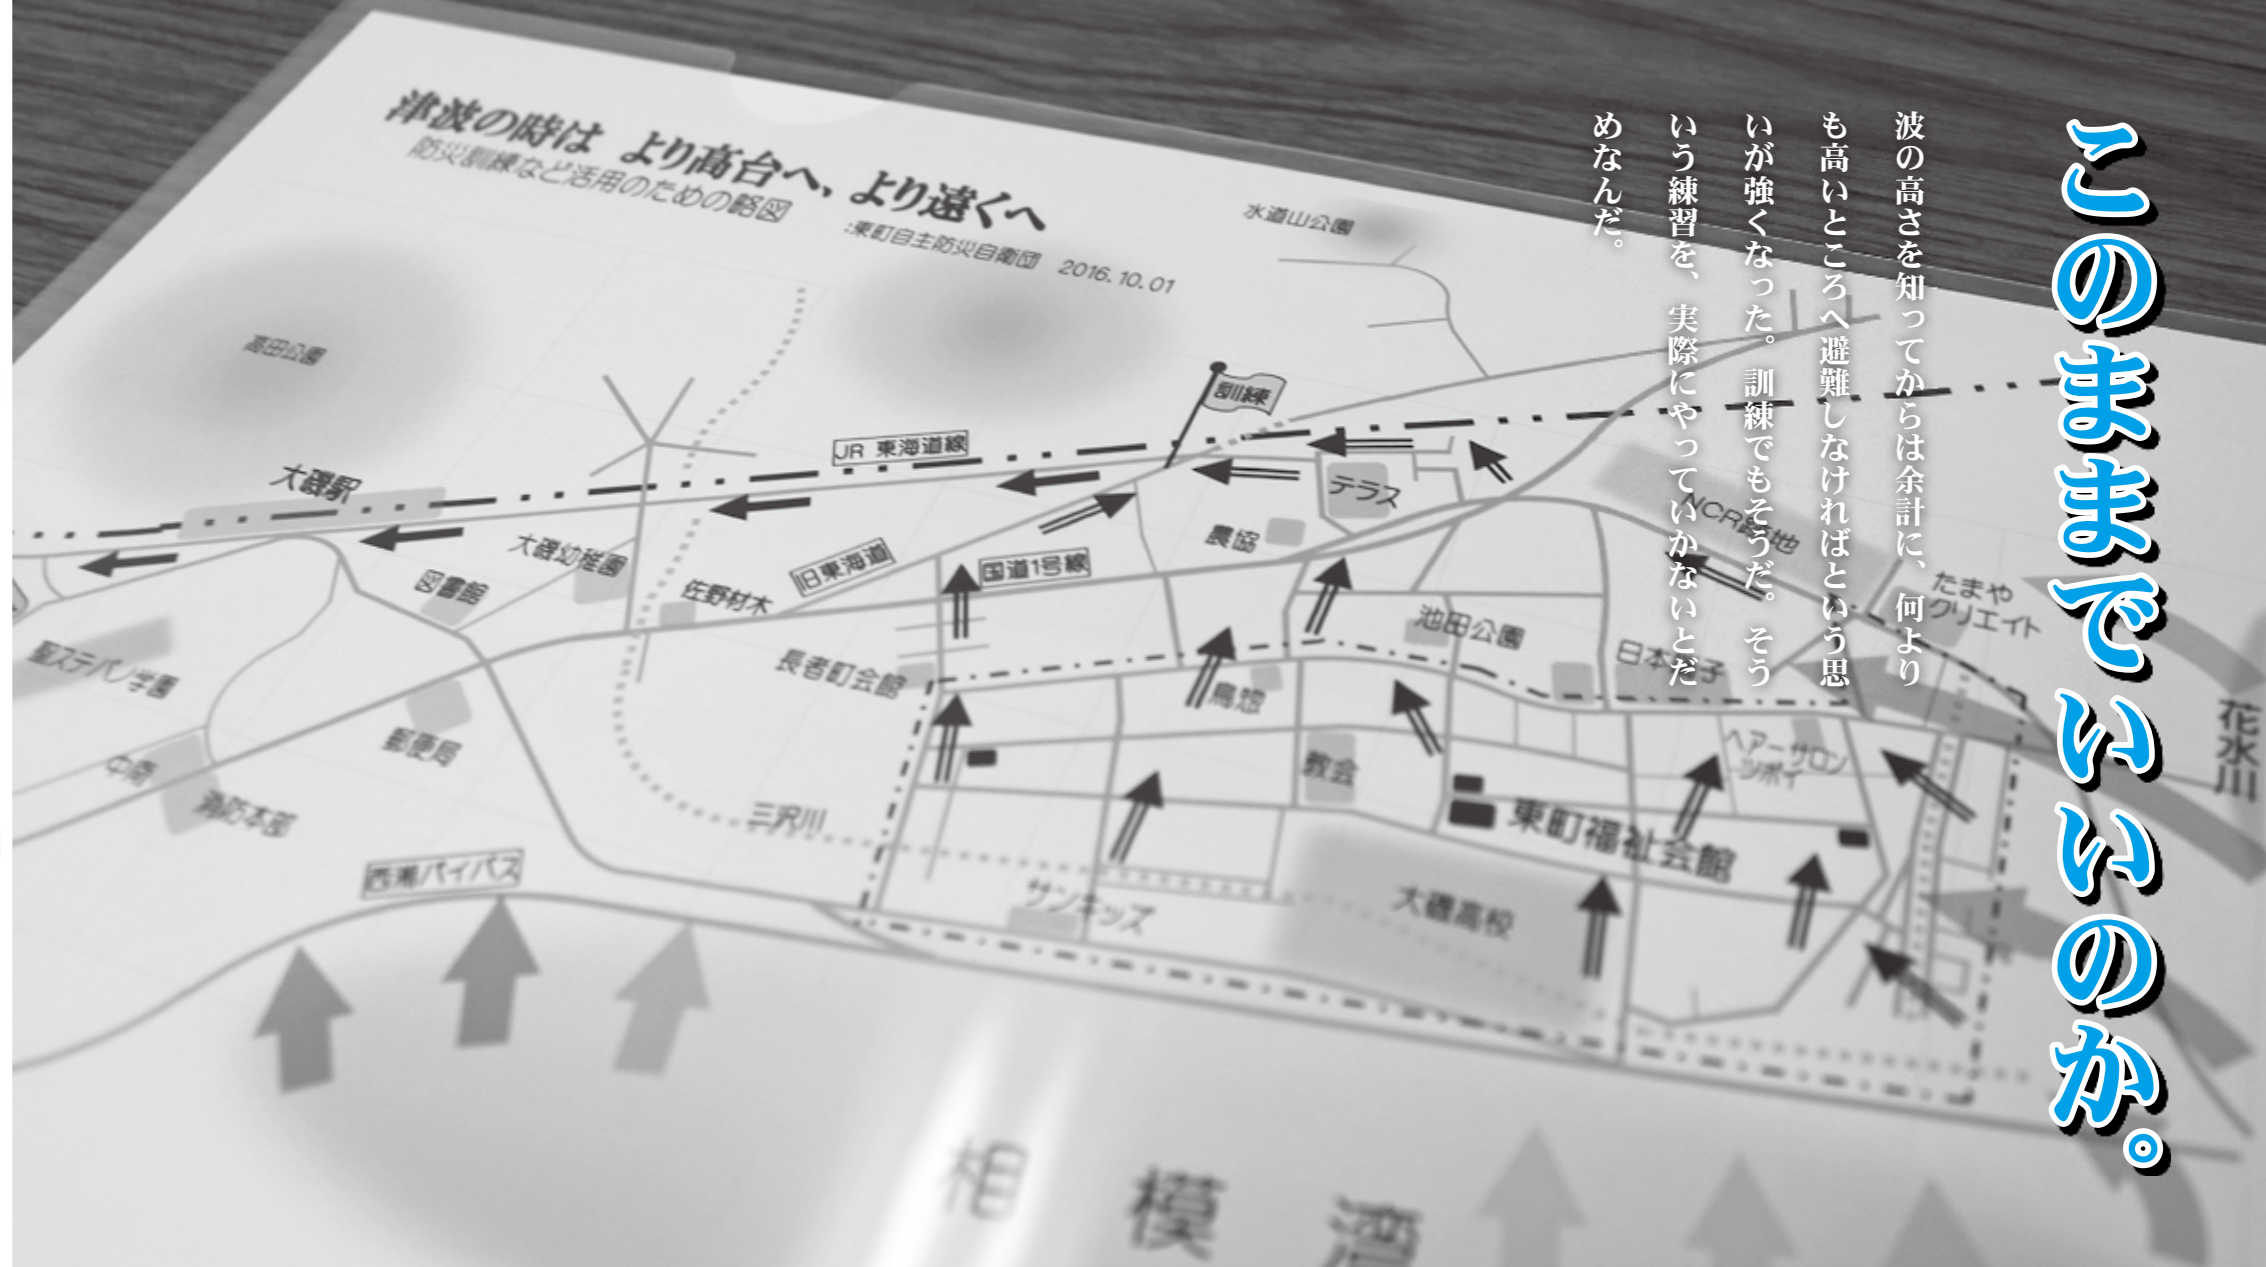 このままでいいのか。
波の高さを知ってからは余計に、何より
も高いところへ避難しなければという思
いが強くなった。訓練でもそうだ。そう
いう練習を、実際にやっていかないとだ
めなんだ。
津波の時は より高台へ、より遠くへ
防災訓練など活用のための略図
:東町自主防災自衛団 2016.10.01
水道山公園
高田公園
訓練
JR 東海道線
大磯駅
テラス
NCR跡地
農協
大磯幼稚園
図書館
旧東海道
国道1号線
佐野材木
たまや
クリエイト
池田公園
日本
子
長者町会館
鳥惣
聖ステパノ学園
花水川
郵便局
中南
消防本部
教会
ヘアーサロン
ツボイ
三沢川
東町福祉会館
西湘バイパス
サンキッズ
大磯高校
相模湾